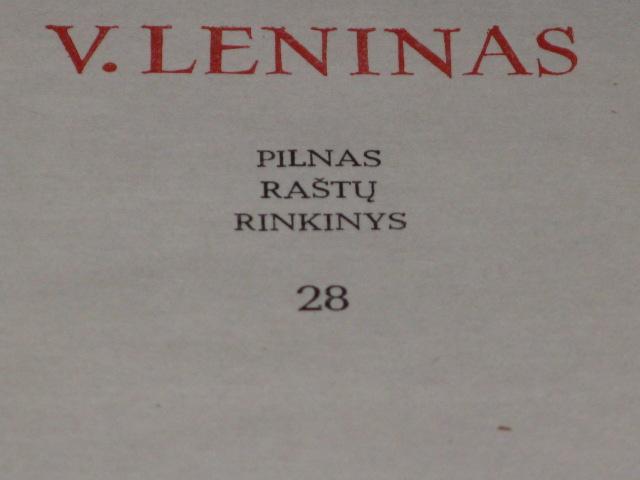 V. LENINAS
PILNAS
RAŠTŲ
RINKINYS
28